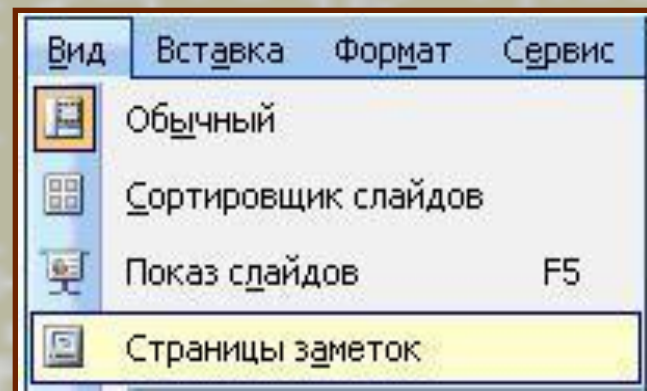 Вид Вставка Формат Сервис
Обычный
Сортировщик слайдов
Показ слайдов F5
Страницы заметок